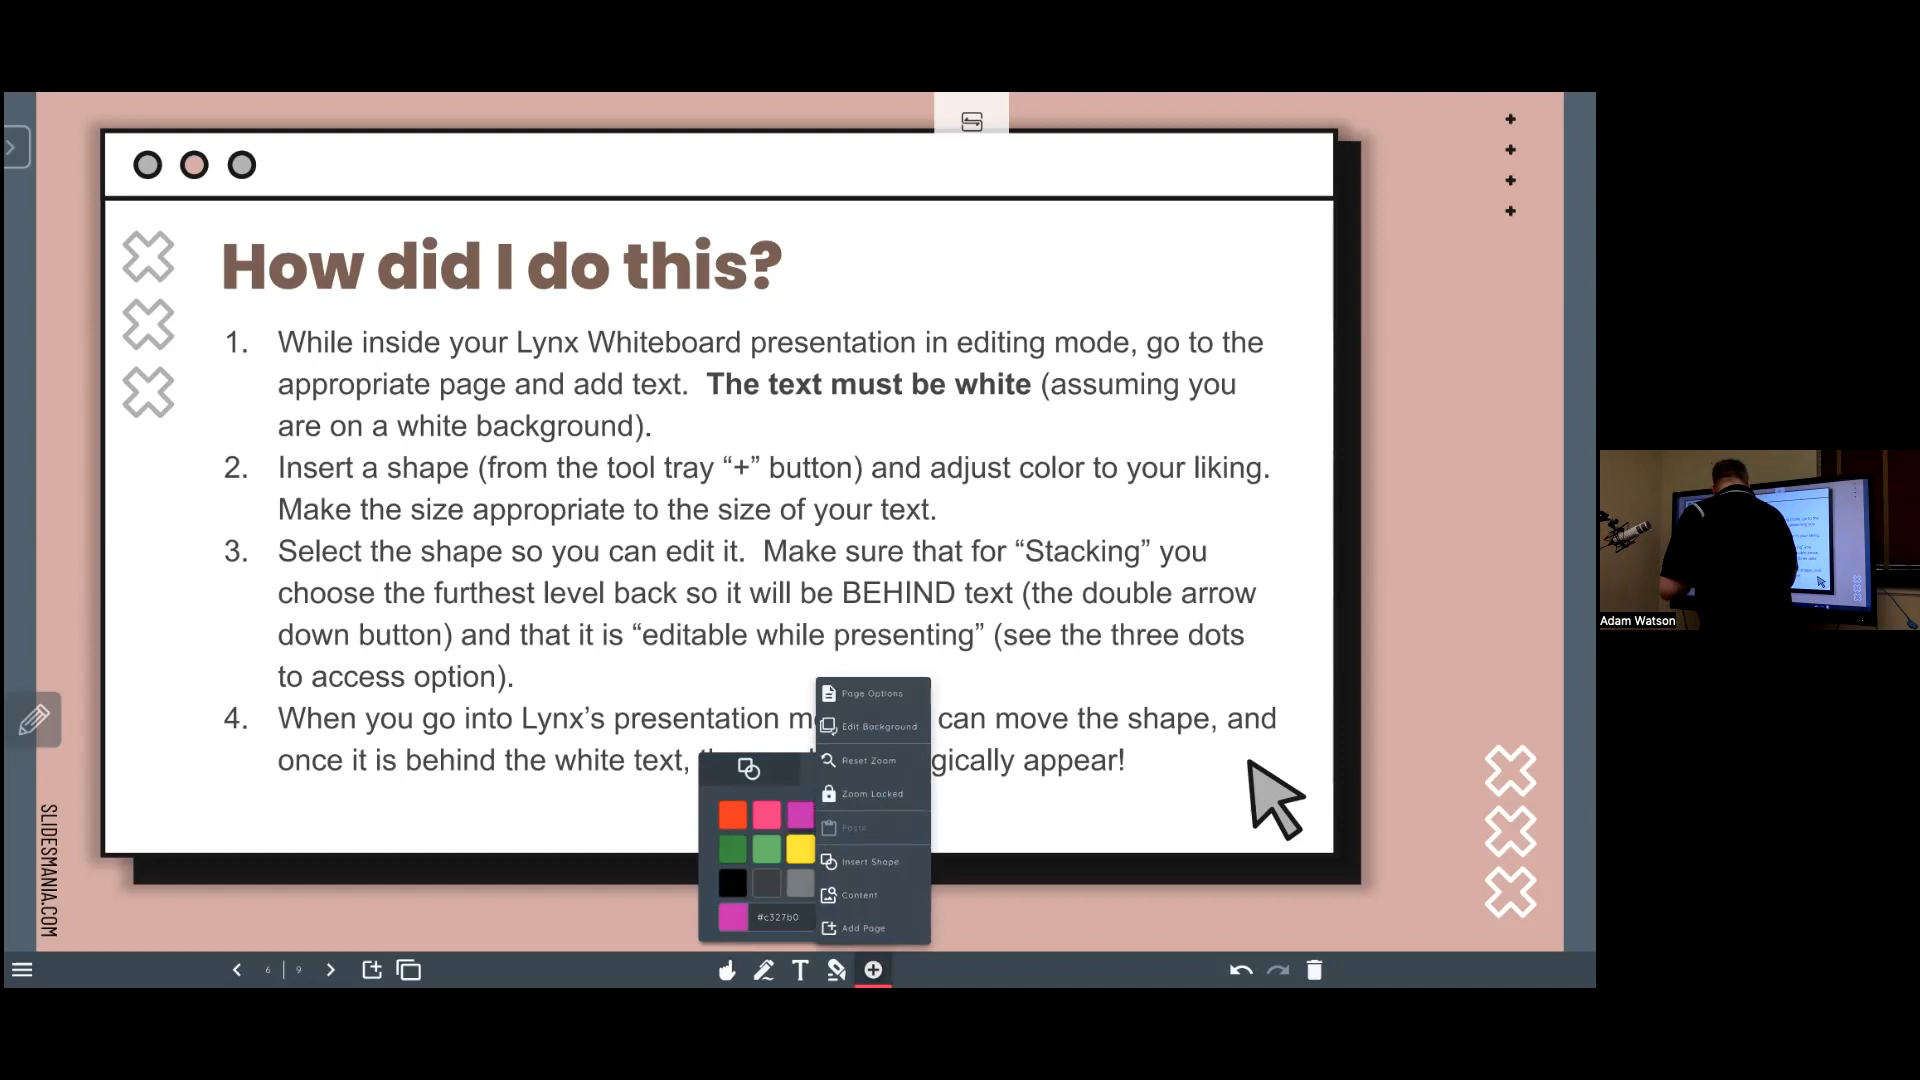 How did I do this?
1. While inside your Lynx Whiteboard presentation in editing mode, go to the
appropriate page and add text. The text must be white (assuming you
are on a white background).
2. Insert a shape (from the tool tray “+” button) and adjust color to your liking.
Make the size appropriate to the size of your text.
3. Select the shape so you can edit it. Make sure that for “Stacking” you
choose the furthest level back so it will be BEHIND text (the double arrow
down button) and that it is “editable while presenting” (see the three dots
to access option).
4. When you go into Lynx’s presentation can move the shape, and
once it is behind the white text, gically appear!
Page Options
Edit Background
Reset Zoom
Zoom Locked
Paste
Insert Shape
Content
Add Page
#c327b0
SLIDESMANIA.COM
6 | 9
T
Adam Watson